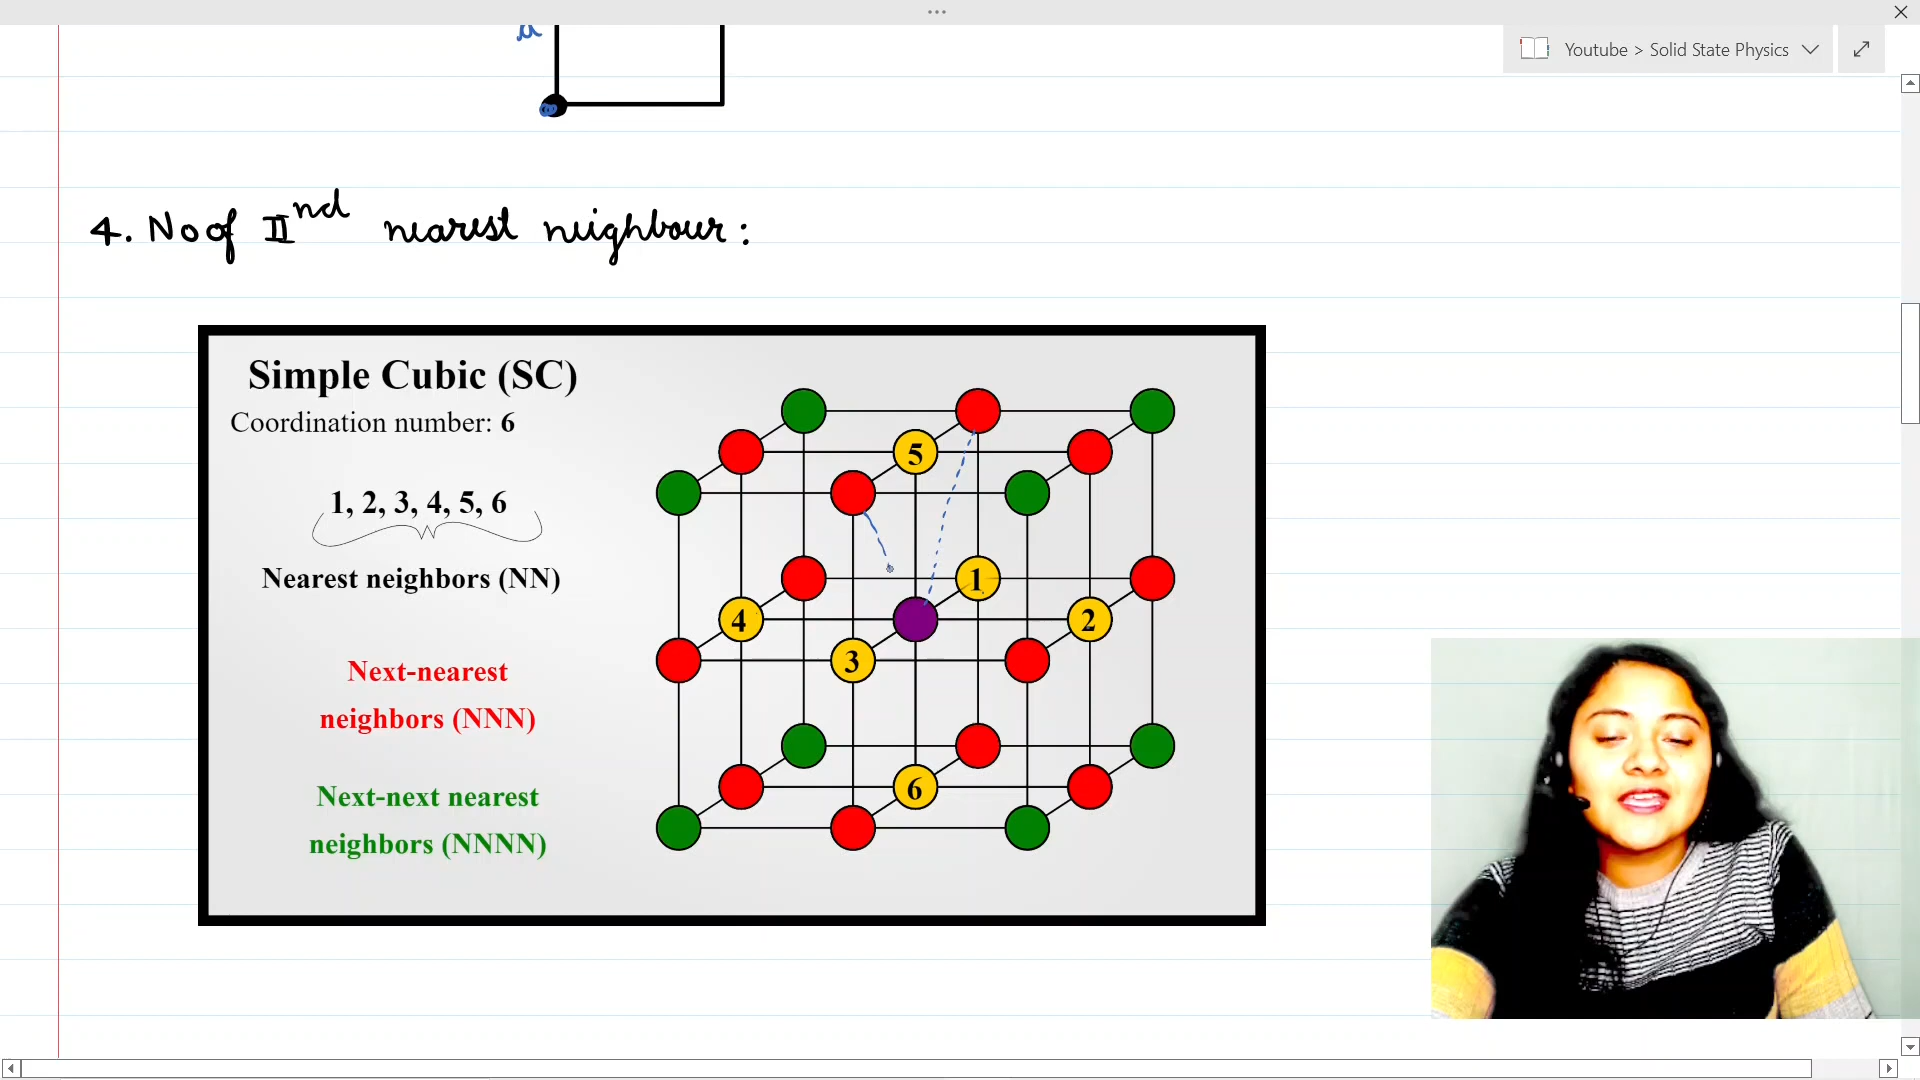 a
Youtube > Solid State Physics
4. No of IInd nearest neighbour:
Simple Cubic (SC)
Coordination number: 6
1, 2, 3, 4, 5, 6
Nearest neighbors (NN)
Next-nearest
neighbors (NNN)
Next-next nearest
neighbors (NNNN)
5
1
4
2
3
6